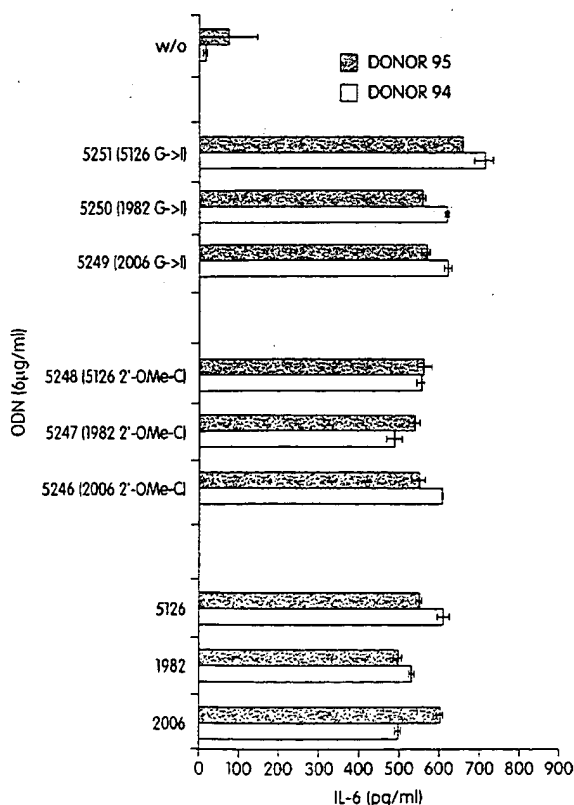 w/o
DONOR 95
DONOR 94
5251 (5126 G->I)
5250 (1982 G->I)
5249 (2006 G->I)
5248 (5126 2'-OMe-C)
5247 (1982 2'-OMe-C)
5246 (2006 2'-OMe-C)
5126
1982
2006
ODN (6µg/ml)
0 100 200 300 400 500 600 700 800 900
IL-6 (pg/ml)